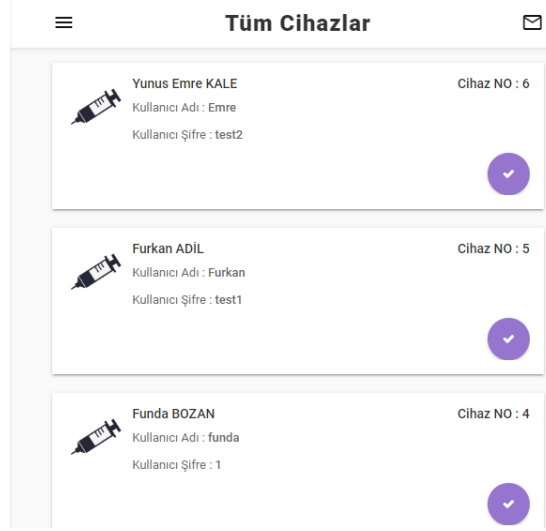 Tüm Cihazlar
Yunus Emre KALE Cihaz NO : 6
Kullanıcı Adı : Emre
Kullanıcı Şifre : test2
Furkan ADİL Cihaz NO : 5
Kullanıcı Adı : Furkan
Kullanıcı Şifre : test1
Funda BOZAN Cihaz NO : 4
Kullanıcı Adı : funda
Kullanıcı Şifre : 1